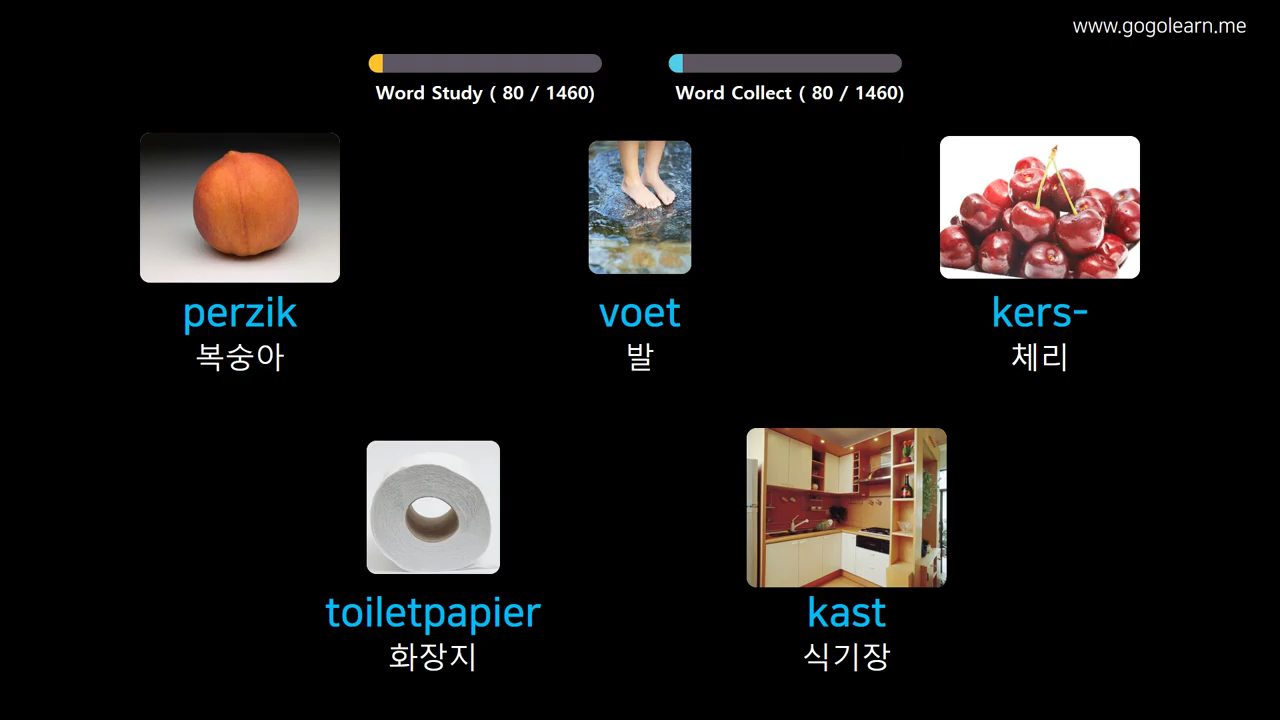 www.gogolearn.me
Word Study ( 80 / 1460)
Word Collect ( 80 / 1460)
perzik
복숭아
voet
발
kers-
체리
toiletpapier
화장지
kast
식기장